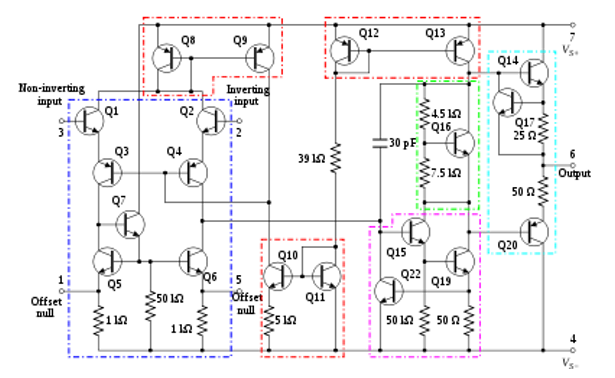 Q8
Q9
Q12
Q13
7
V_S+
Q14
Non-inverting
input
Inverting
input
Q1
Q2
3
2
4.5 kΩ
Q16
Q17
25 Ω
30 pF
Q3
Q4
39 kΩ
7.5 kΩ
6
Output
50 Ω
Q7
Q10
Q15
Q20
Q5
Q6
Q11
Q22
Q19
1
5
Offset
null
Offset
null
50 kΩ
1 kΩ
1 kΩ
5 kΩ
50 kΩ
50 Ω
4
V_S-